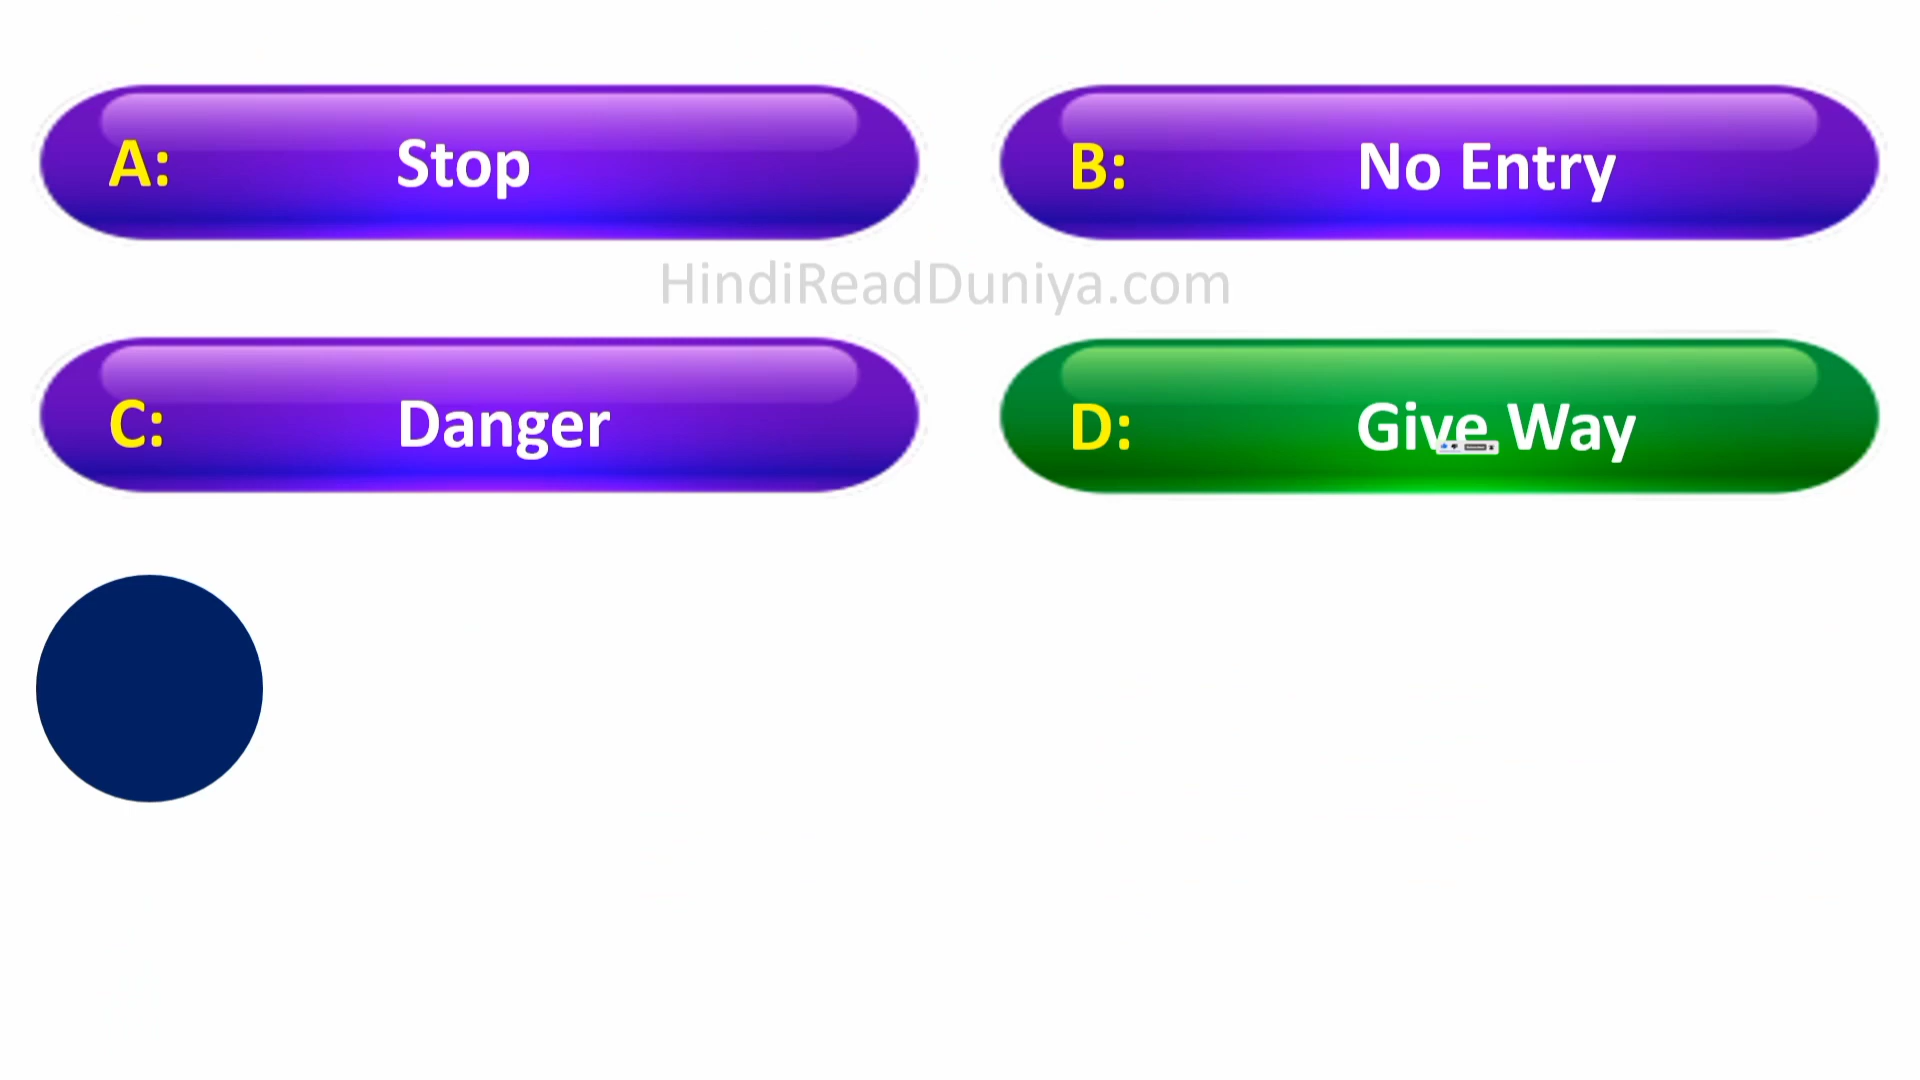 A: Stop
B: No Entry
HindiReadDuniya.com
C: Danger
D: Give Way